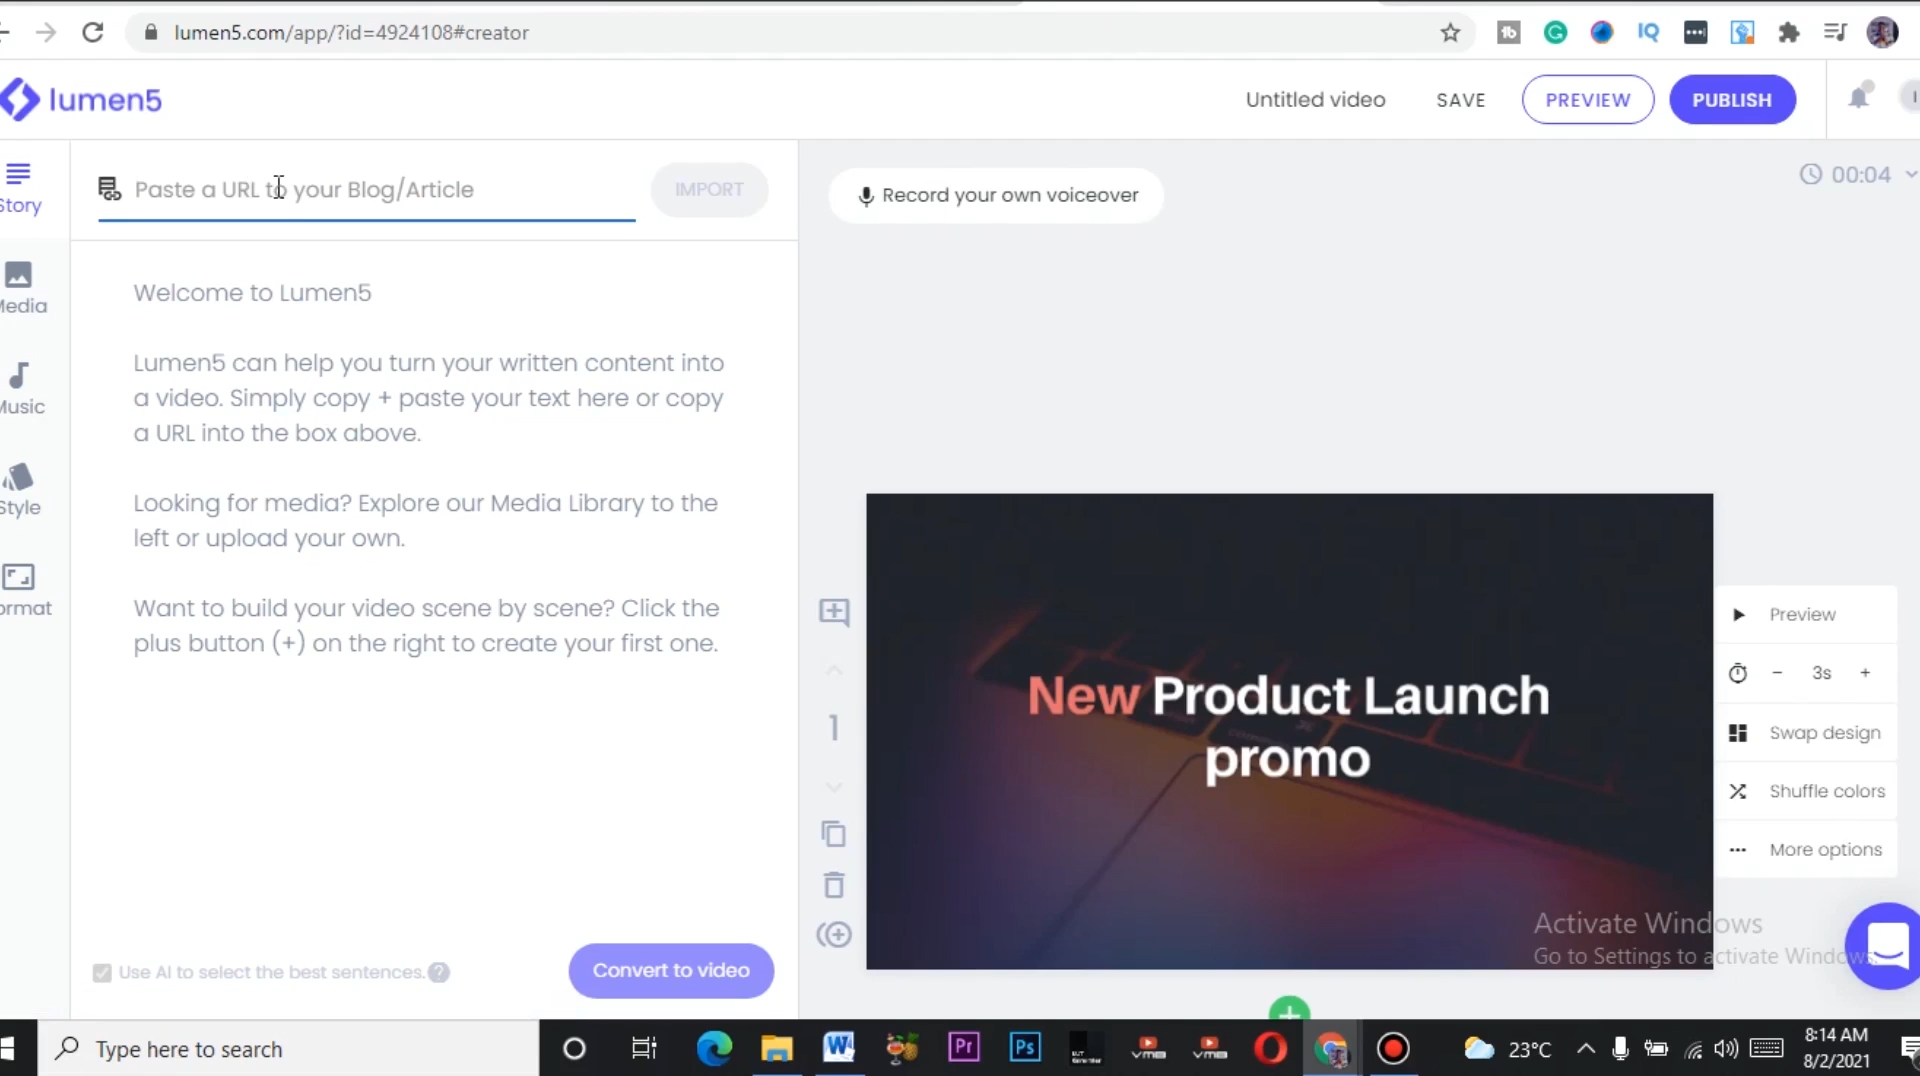 lumen5.com/app/?id=4924108#creator
IQ
lumen5
Untitled video
SAVE
PREVIEW
PUBLISH
Story
Paste a URL to your Blog/Article
IMPORT
Record your own voiceover
00:04
Media
Music
Style
ormat
Welcome to Lumen5
Lumen5 can help you turn your written content into
a video. Simply copy + paste your text here or copy
a URL into the box above.
Looking for media? Explore our Media Library to the
left or upload your own.
Want to build your video scene by scene? Click the
plus button (+) on the right to create your first one.
Use AI to select the best sentences.
Convert to video
1
New Product Launch
promo
Preview
- 3s +
Swap design
Shuffle colors
More options
Activate Windows
Go to Settings to activate Windows.
Type here to search
W
Pr
Ps
23°C
8:14 AM
8/2/2021